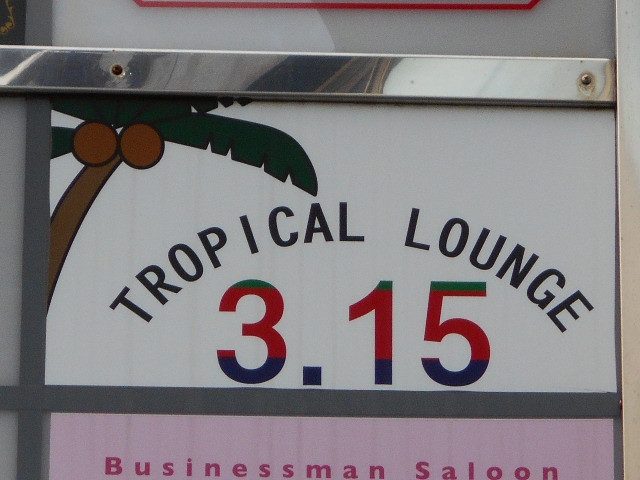 TROPICAL LOUNGE
3.15
Businessman Saloon